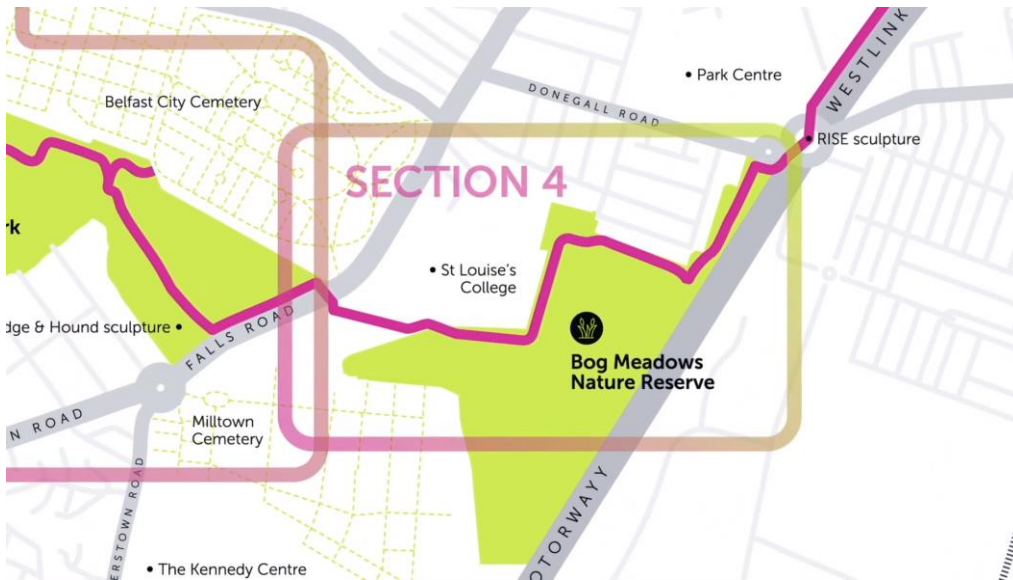 WESTLINK
• Park Centre
DONEGALL ROAD
Belfast City Cemetery
• RISE sculpture
SECTION 4
rk
• St Louise's
College
dge & Hound sculpture •
FALLS ROAD
Bog Meadows
Nature Reserve
N ROAD
Milltown
Cemetery
ERSTOWN ROAD
OTORWAYY
• The Kennedy Centre